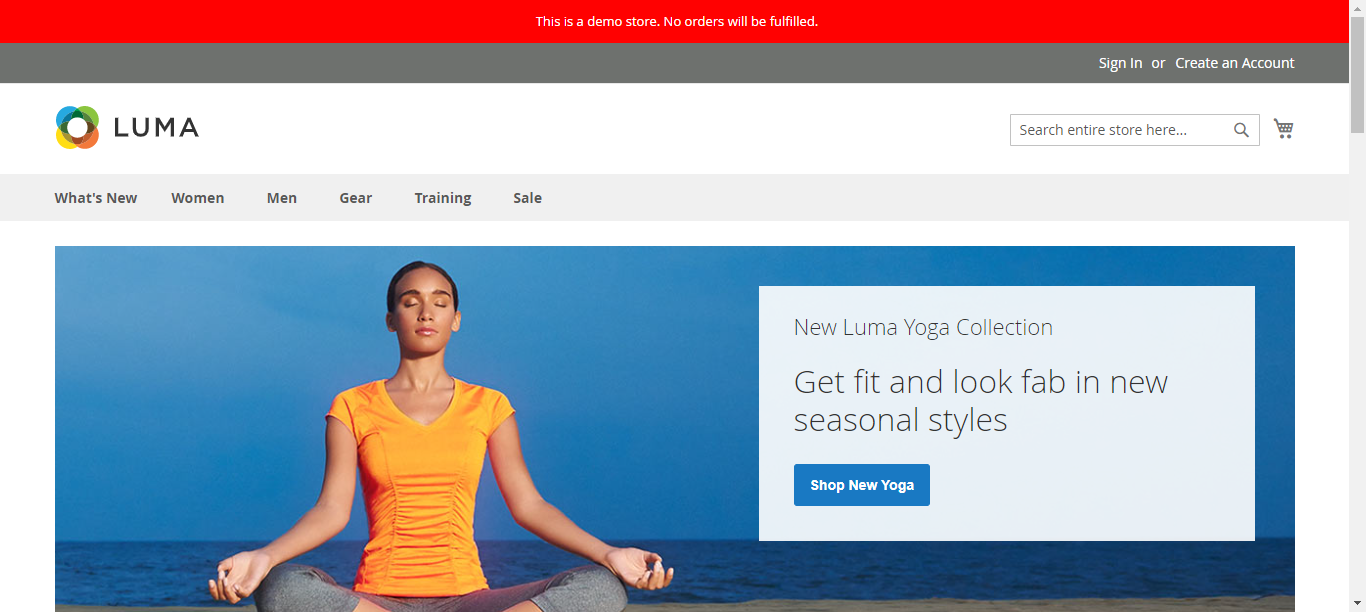 This is a demo store. No orders will be fulfilled.
Sign In or Create an Account
LUMA
Search entire store here...
What's New Women Men Gear Training Sale
New Luma Yoga Collection
Get fit and look fab in new
seasonal styles
Shop New Yoga